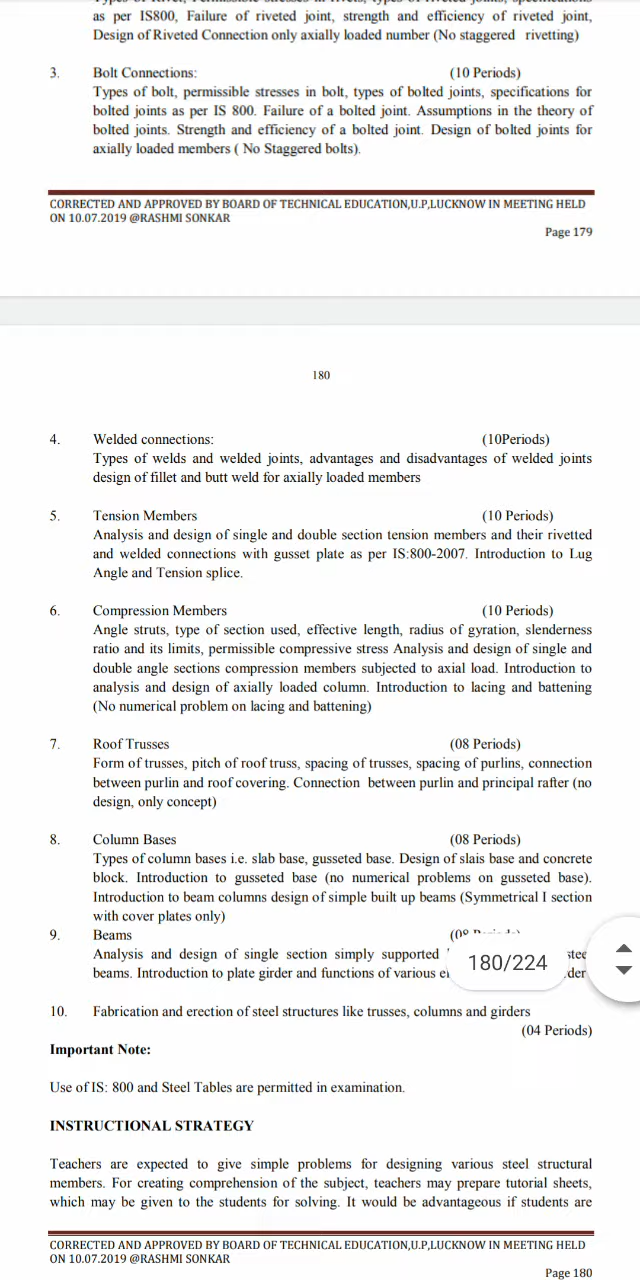 as per IS800, Failure of riveted joint, strength and efficiency of riveted joint,
Design of Riveted Connection only axially loaded number (No staggered rivetting)
3. Bolt Connections: (10 Periods)
Types of bolt, permissible stresses in bolt, types of bolted joints, specifications for
bolted joints as per IS 800. Failure of a bolted joint. Assumptions in the theory of
bolted joints. Strength and efficiency of a bolted joint. Design of bolted joints for
axially loaded members ( No Staggered bolts).
CORRECTED AND APPROVED BY BOARD OF TECHNICAL EDUCATION,U.P,LUCKNOW IN MEETING HELD
ON 10.07.2019 @RASHMI SONKAR
Page 179
180
4. Welded connections: (10Periods)
Types of welds and welded joints, advantages and disadvantages of welded joints
design of fillet and butt weld for axially loaded members
5. Tension Members (10 Periods)
Analysis and design of single and double section tension members and their rivetted
and welded connections with gusset plate as per IS:800-2007. Introduction to Lug
Angle and Tension splice.
6. Compression Members (10 Periods)
Angle struts, type of section used, effective length, radius of gyration, slenderness
ratio and its limits, permissible compressive stress Analysis and design of single and
double angle sections compression members subjected to axial load. Introduction to
analysis and design of axially loaded column. Introduction to lacing and battening
(No numerical problem on lacing and battening)
7. Roof Trusses (08 Periods)
Form of trusses, pitch of roof truss, spacing of trusses, spacing of purlins, connection
between purlin and roof covering. Connection between purlin and principal rafter (no
design, only concept)
8. Column Bases (08 Periods)
Types of column bases i.e. slab base, gusseted base. Design of slais base and concrete
block. Introduction to gusseted base (no numerical problems on gusseted base).
Introduction to beam columns design of simple built up beams (Symmetrical I section
with cover plates only)
9. Beams (08
Analysis and design of single section simply supported
beams. Introduction to plate girder and functions of various
180/224
10. Fabrication and erection of steel structures like trusses, columns and girders
(04 Periods)
Important Note:
Use of IS: 800 and Steel Tables are permitted in examination.
INSTRUCTIONAL STRATEGY
Teachers are expected to give simple problems for designing various steel structural
members. For creating comprehension of the subject, teachers may prepare tutorial sheets,
which may be given to the students for solving. It would be advantageous if students are
CORRECTED AND APPROVED BY BOARD OF TECHNICAL EDUCATION,U.P,LUCKNOW IN MEETING HELD
ON 10.07.2019 @RASHMI SONKAR
Page 180